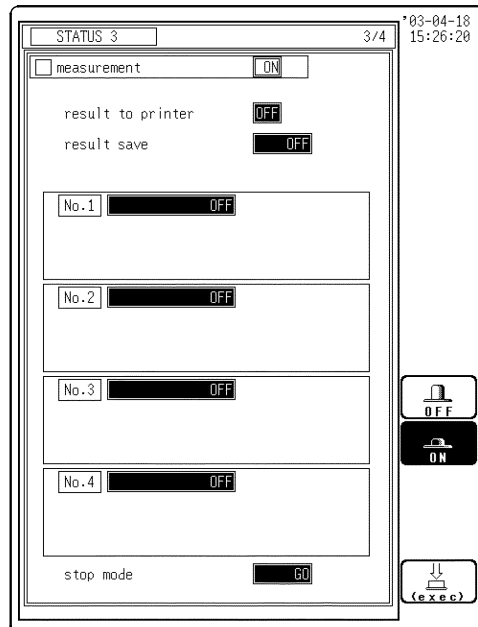 '03-04-18
STATUS 3 3/4 15:26:20
measurement ON
result to printer OFF
result save OFF
No.1 OFF
No.2 OFF
No.3 OFF
OFF
ON
No.4 OFF
stop mode GO
(exec)